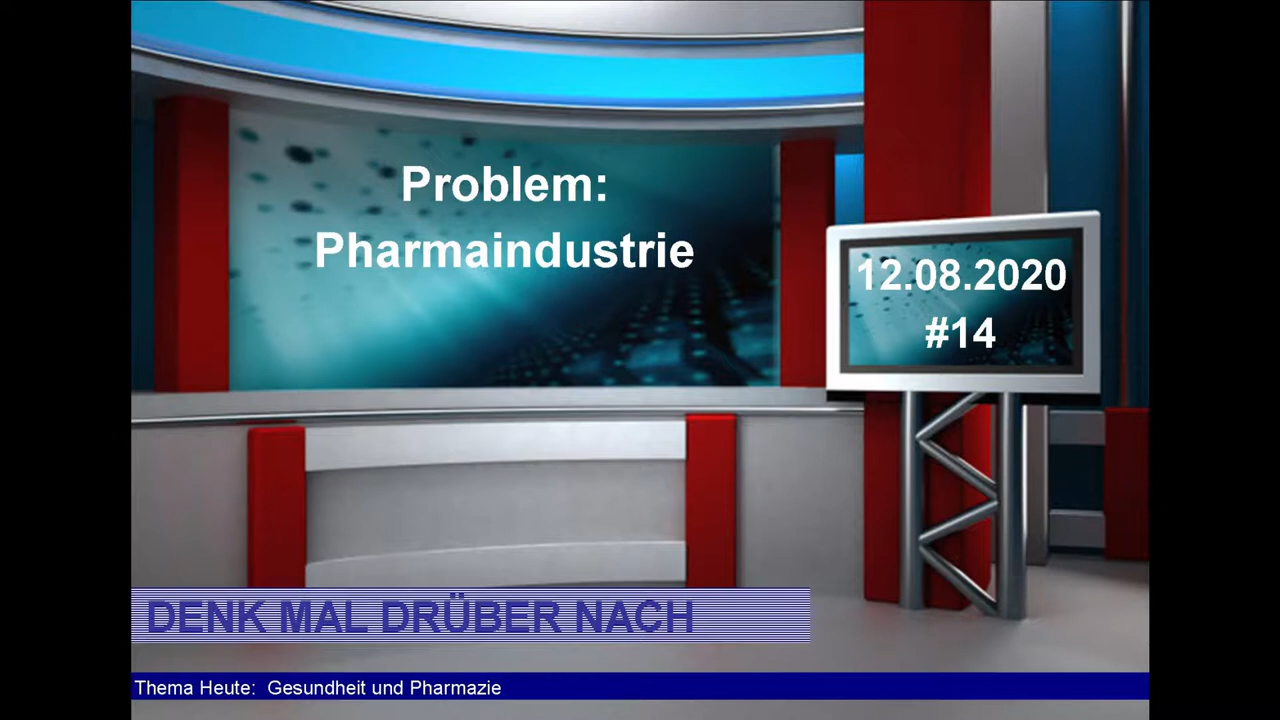 Problem:
Pharmaindustrie
12.08.2020
#14
DENK MAL DRÜBER NACH
Thema Heute: Gesundheit und Pharmazie